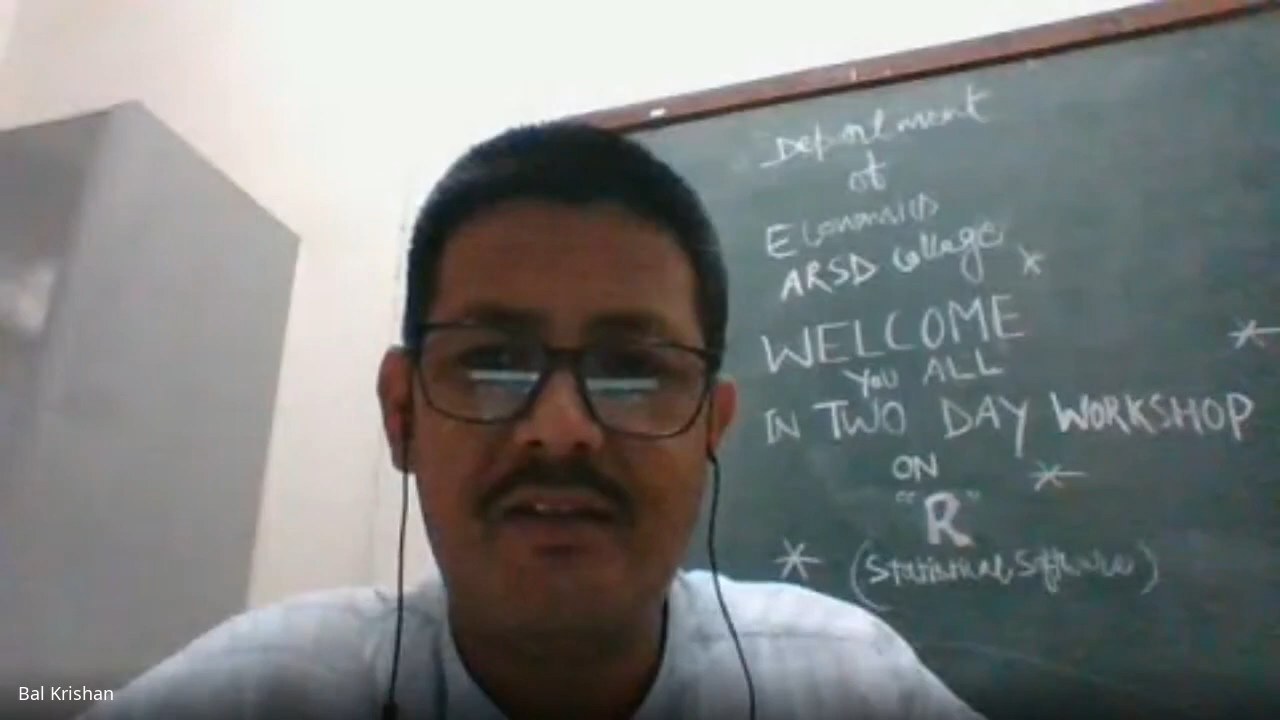 Department
of
Economics
ARSD College
WELCOME
YOU ALL
IN TWO DAY WORKSHOP
ON
"R"
(Statistical Software)
Bal Krishan